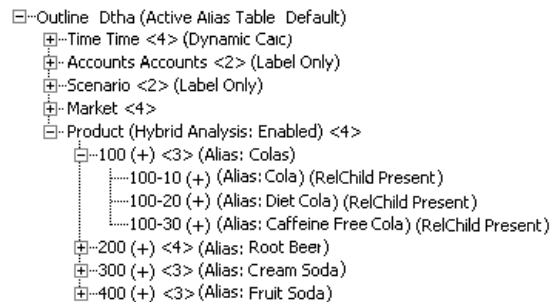 Outline Dtha (Active Alias Table Default)
Time Time <4> (Dynamic Calc)
Accounts Accounts <2> (Label Only)
Scenario <2> (Label Only)
Market <4>
Product (Hybrid Analysis: Enabled) <4>
100 (+) <3> (Alias: Colas)
100-10 (+) (Alias: Cola) (RelChild Present)
100-20 (+) (Alias: Diet Cola) (RelChild Present)
100-30 (+) (Alias: Caffeine Free Cola) (RelChild Present)
200 (+) <4> (Alias: Root Beer)
300 (+) <3> (Alias: Cream Soda)
400 (+) <3> (Alias: Fruit Soda)